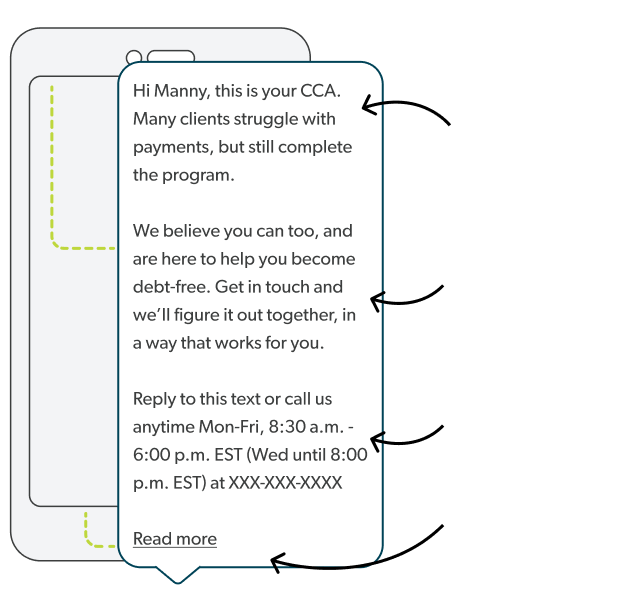 Hi Manny, this is your CCA.
Many clients struggle with
payments, but still complete
the program.
We believe you can too, and
are here to help you become
debt-free. Get in touch and
we’ll figure it out together, in
a way that works for you.
Reply to this text or call us
anytime Mon-Fri, 8:30 a.m. -
6:00 p.m. EST (Wed until 8:00
p.m. EST) at XXX-XXX-XXXX
Read more